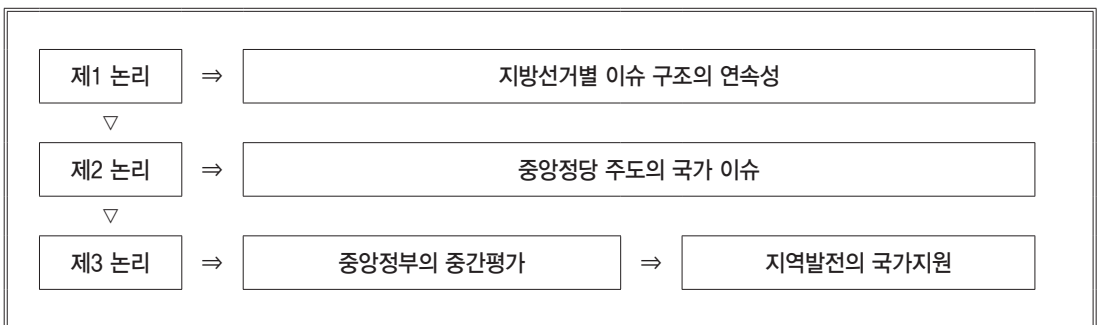 제1 논리 ⇒ 지방선거별 이슈 구조의 연속성
▽
제2 논리 ⇒ 중앙정당 주도의 국가 이슈
▽
제3 논리 ⇒ 중앙정부의 중간평가 ⇒ 지역발전의 국가지원